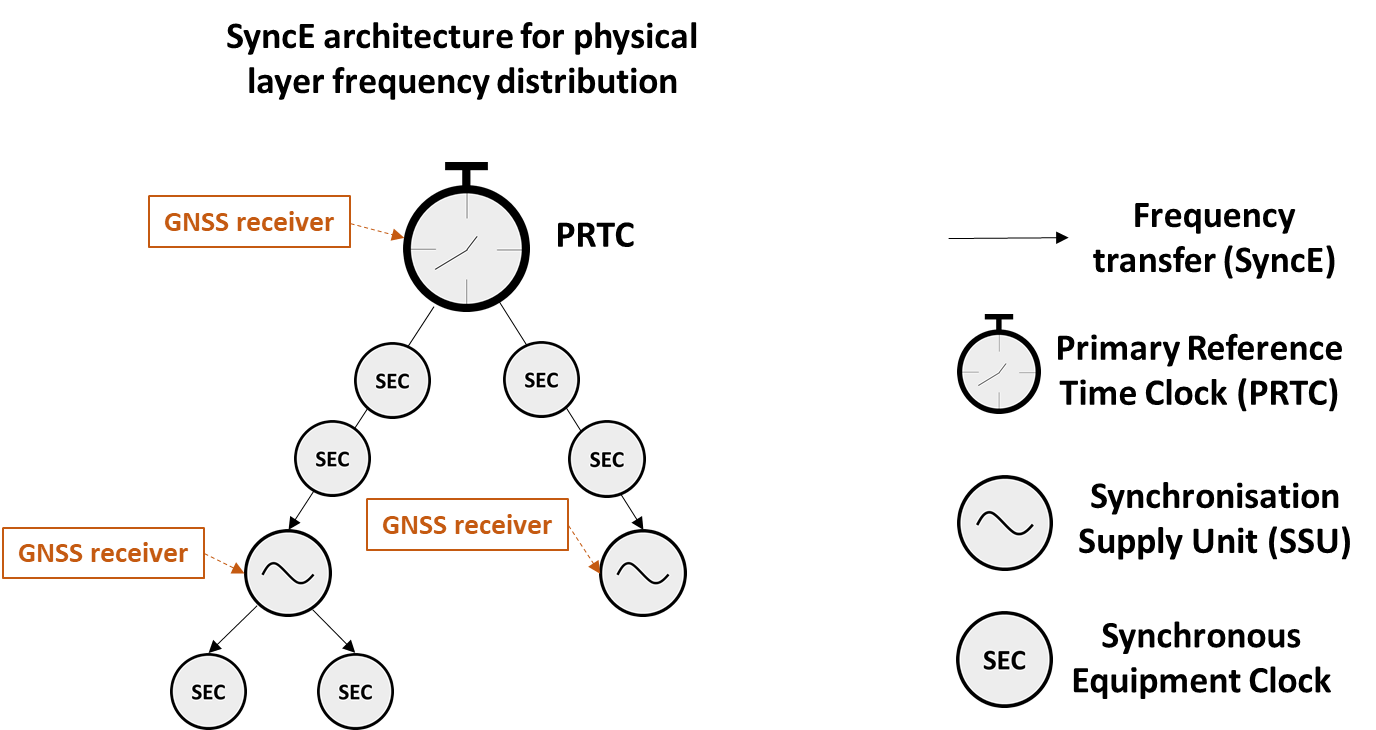 SyncE architecture for physical
layer frequency distribution
GNSS receiver
PRTC
SEC
SEC
SEC
SEC
GNSS receiver
GNSS receiver
SEC
SEC
Frequency
transfer (SyncE)
Primary Reference
Time Clock (PRTC)
Synchronisation
Supply Unit (SSU)
SEC
Synchronous
Equipment Clock